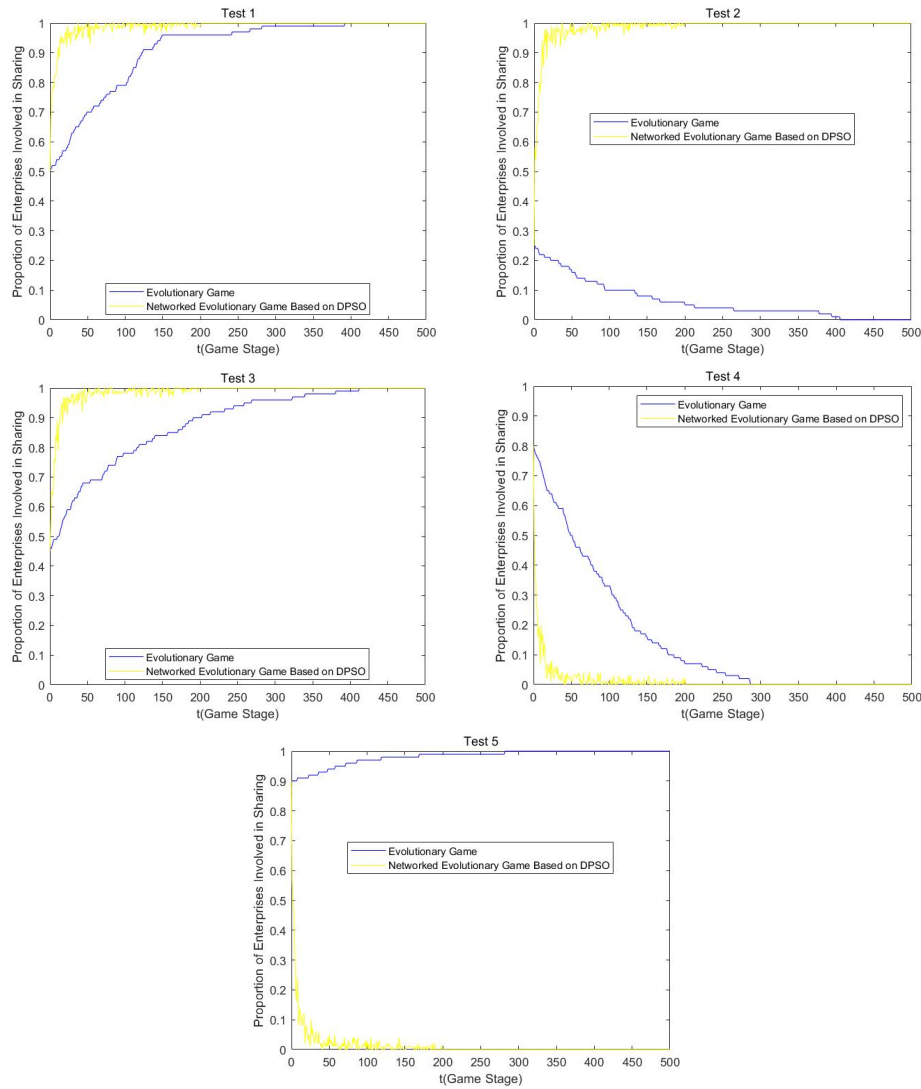 Test 1
Proportion of Enterprises Involved in Sharing
1
0.9
0.8
0.7
0.6
0.5
0.4
0.3
0.2
0.1
0
Evolutionary Game
Networked Evolutionary Game Based on DPSO
0 50 100 150 200 250 300 350 400 450 500
t(Game Stage)
Test 2
Proportion of Enterprises Involved in Sharing
1
0.9
0.8
0.7
0.6
0.5
0.4
0.3
0.2
0.1
0
Evolutionary Game
Networked Evolutionary Game Based on DPSO
0 50 100 150 200 250 300 350 400 450 500
t(Game Stage)
Test 3
Proportion of Enterprises Involved in Sharing
1
0.9
0.8
0.7
0.6
0.5
0.4
0.3
0.2
0.1
0
Evolutionary Game
Networked Evolutionary Game Based on DPSO
0 50 100 150 200 250 300 350 400 450 500
t(Game Stage)
Test 4
Proportion of Enterprises Involved in Sharing
1
0.9
0.8
0.7
0.6
0.5
0.4
0.3
0.2
0.1
0
Evolutionary Game
Networked Evolutionary Game Based on DPSO
0 50 100 150 200 250 300 350 400 450 500
t(Game Stage)
Test 5
Proportion of Enterprises Involved in Sharing
1
0.9
0.8
0.7
0.6
0.5
0.4
0.3
0.2
0.1
0
Evolutionary Game
Networked Evolutionary Game Based on DPSO
0 50 100 150 200 250 300 350 400 450 500
t(Game Stage)